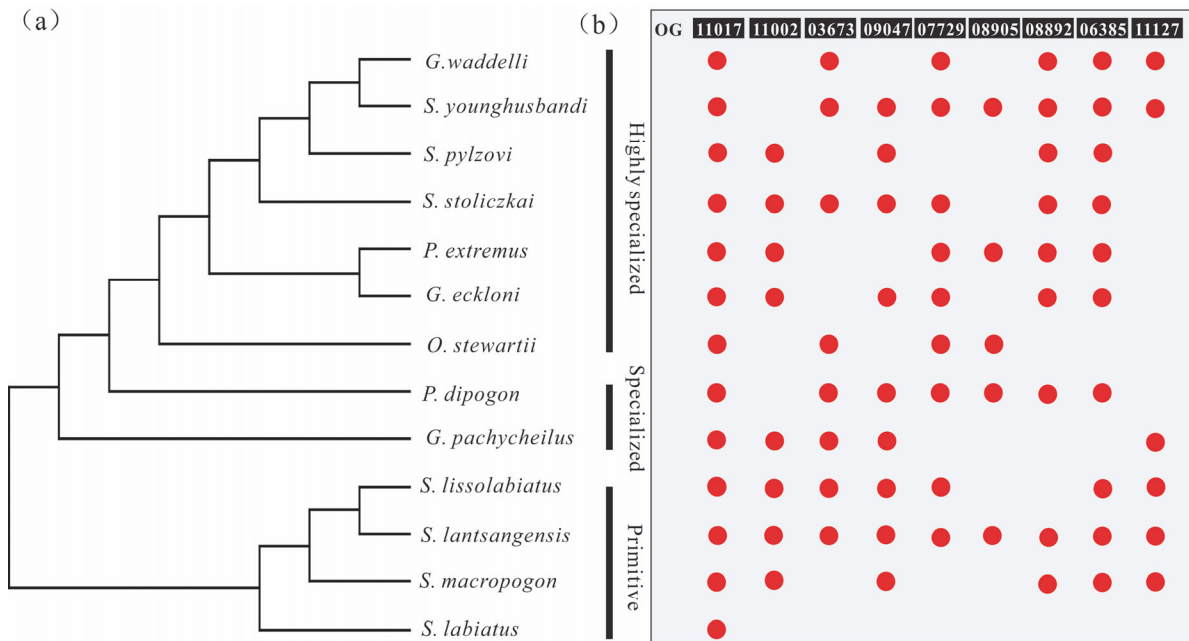 (a)
(b)
OG 11017 11002 03673 09047 07729 08905 08892 06385 11127
G.waddelli
S. younghusbandi
S. pylzovi
S. stoliczkai
P. extremus
G. eckloni
O. stewartii
P. dipogon
G. pachycheilus
S. lissolabiatus
S. lantsangensis
S. macropogon
S. labiatus
Highly specialized
Specialized
Primitive